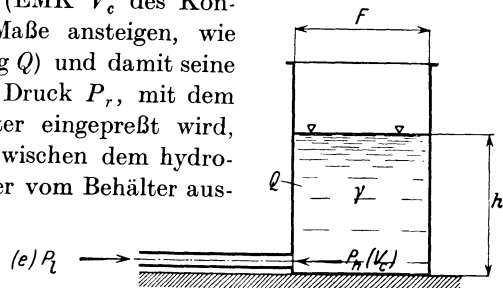 (EMK V_c des Kon-
Maße ansteigen, wie
g Q) und damit seine
Druck P_r, mit dem
ter eingepreßt wird,
wischen dem hydro-
er vom Behälter aus-
F
Q
γ
h
(e) P_l
P_r (V_c)